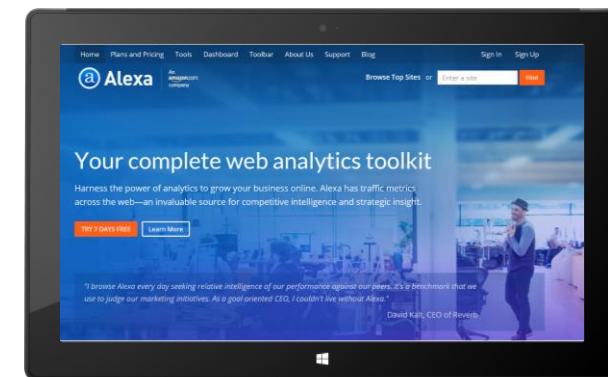 Home Plans and Pricing Tools Dashboard Toolbar About Us Support Blog Sign In Sign Up
a Alexa An amazon.com company Browse Top Sites or Enter a site Find
Your complete web analytics toolkit
Harness the power of analytics to grow your business online. Alexa has traffic metrics
across the web—an invaluable source for competitive intelligence and strategic insight.
TRY 7 DAYS FREE Learn More
"I browse Alexa every day seeking relative intelligence of our performance against our peers. It's a benchmark that we
use to judge our marketing initiatives. As a goal oriented CEO, I couldn't live without Alexa."
David Kalt, CEO of Reverb